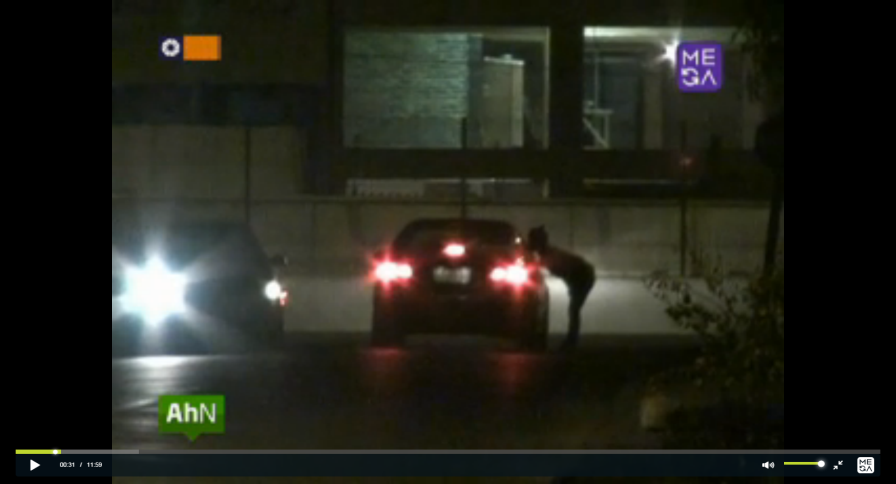 MEGA
AhN
00:31 / 11:59
MEGA